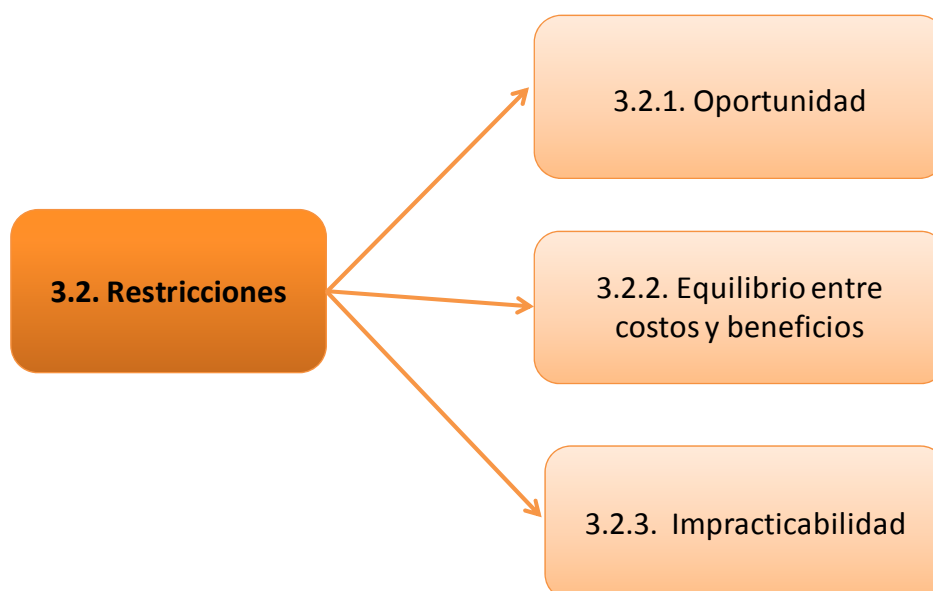 3.2.1. Oportunidad
3.2. Restricciones
3.2.2. Equilibrio entre
costos y beneficios
3.2.3. Impracticabilidad